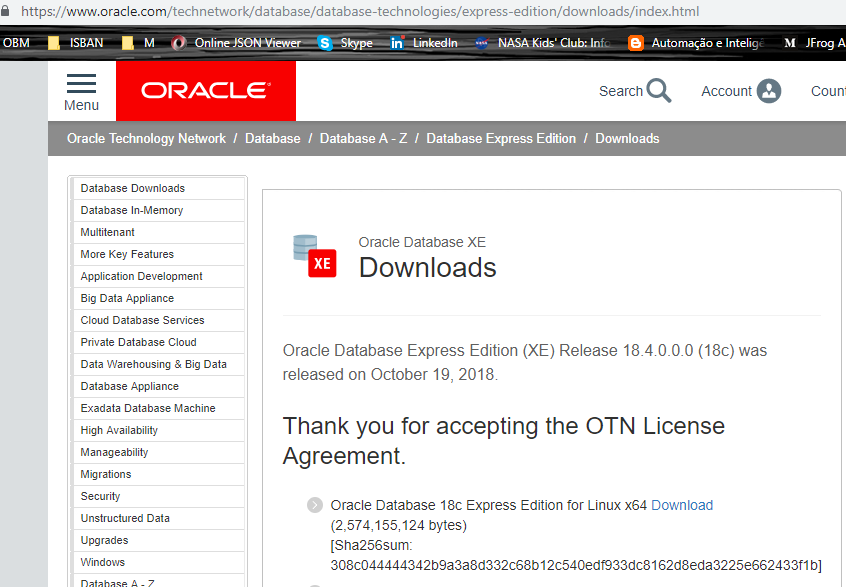 https://www.oracle.com/technetwork/database/database-technologies/express-edition/downloads/index.html
OBM ISBAN M Online JSON Viewer Skype LinkedIn NASA Kids' Club: Info Automação e Intelig JFrog A
Menu
ORACLE
Search
Account
Coun
Oracle Technology Network / Database / Database A - Z / Database Express Edition / Downloads
Database Downloads
Database In-Memory
Multitenant
More Key Features
Application Development
Big Data Appliance
Cloud Database Services
Private Database Cloud
Data Warehousing & Big Data
Database Appliance
Exadata Database Machine
High Availability
Manageability
Migrations
Security
Unstructured Data
Upgrades
Windows
Database A - Z
XE
Oracle Database XE
Downloads
Oracle Database Express Edition (XE) Release 18.4.0.0.0 (18c) was
released on October 19, 2018.
Thank you for accepting the OTN License
Agreement.
Oracle Database 18c Express Edition for Linux x64 Download
(2,574,155,124 bytes)
[Sha256sum:
308c044444342b9a3a8d332c68b12c540edf933dc8162d8eda3225e662433f1b]